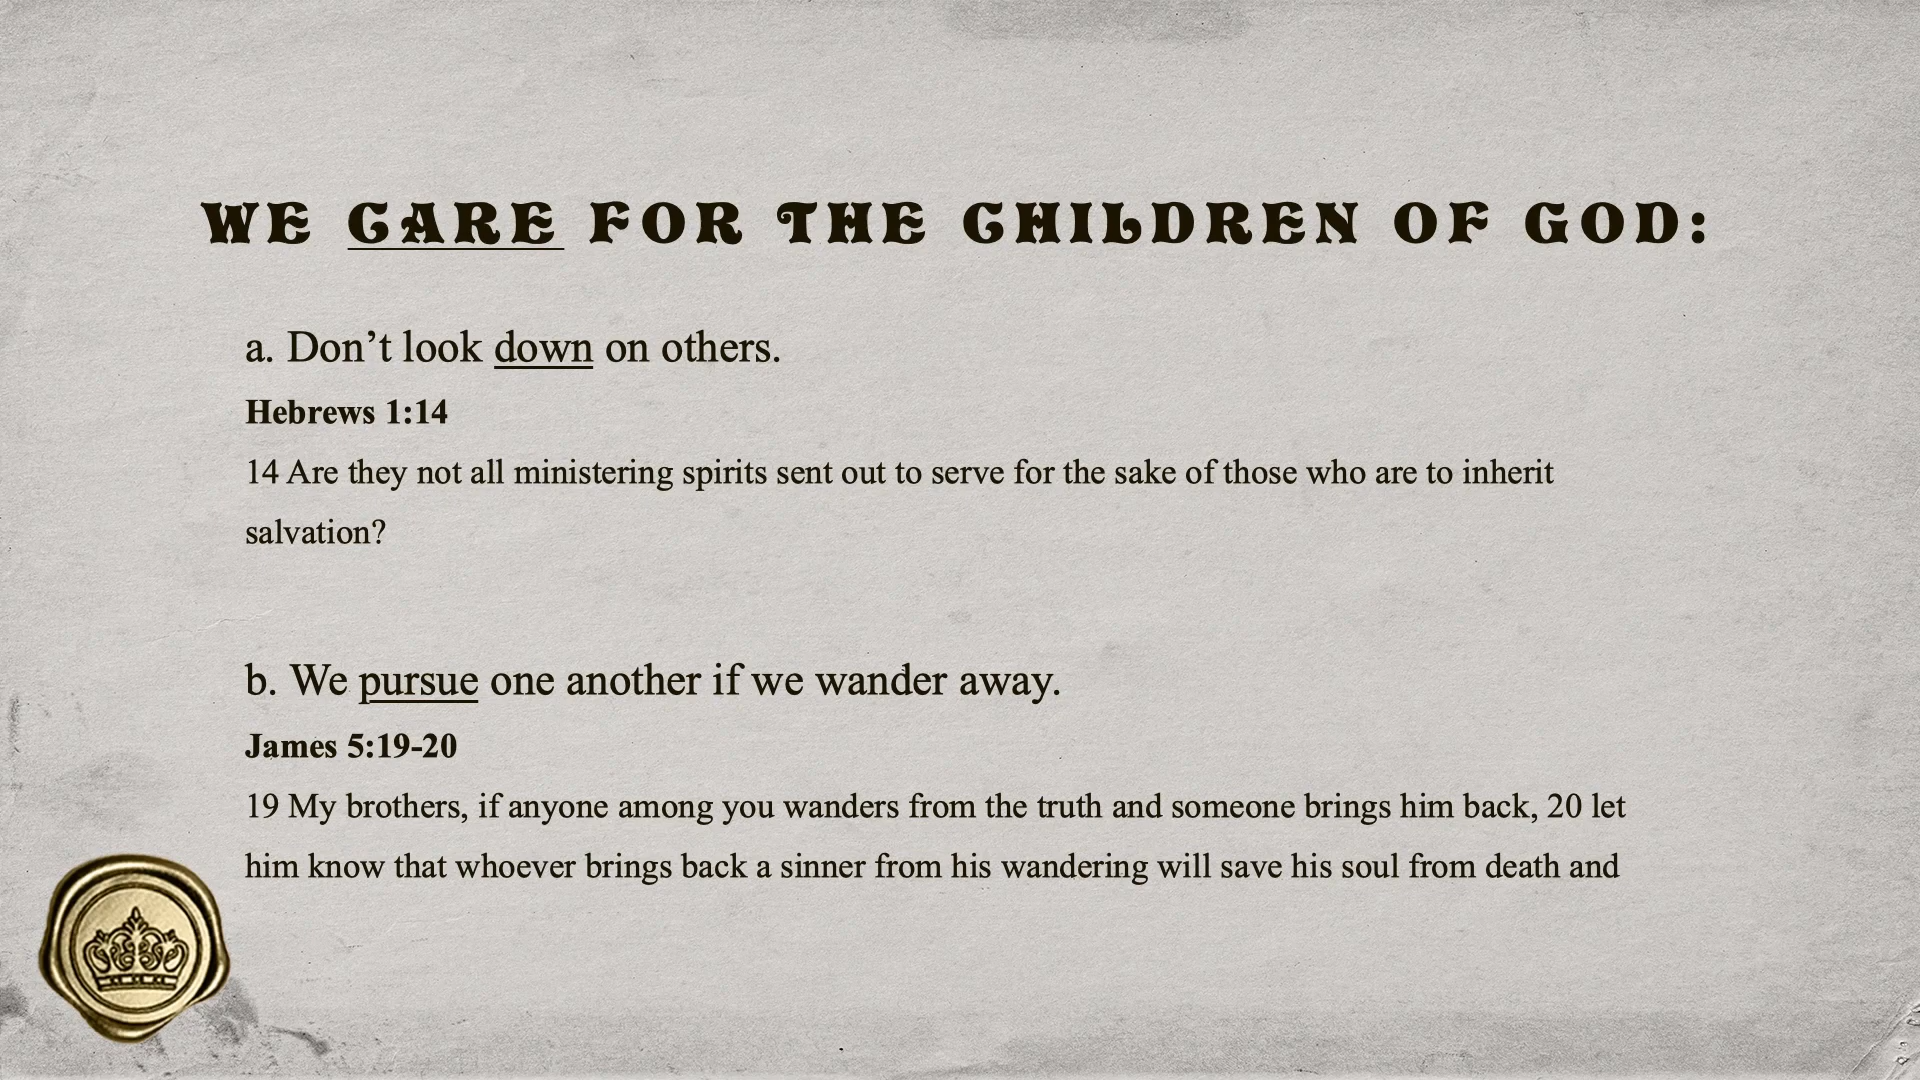 WE CARE FOR THE CHILDREN OF GOD:
a. Don’t look down on others.
Hebrews 1:14
14 Are they not all ministering spirits sent out to serve for the sake of those who are to inherit
salvation?
b. We pursue one another if we wander away.
James 5:19-20
19 My brothers, if anyone among you wanders from the truth and someone brings him back, 20 let
him know that whoever brings back a sinner from his wandering will save his soul from death and